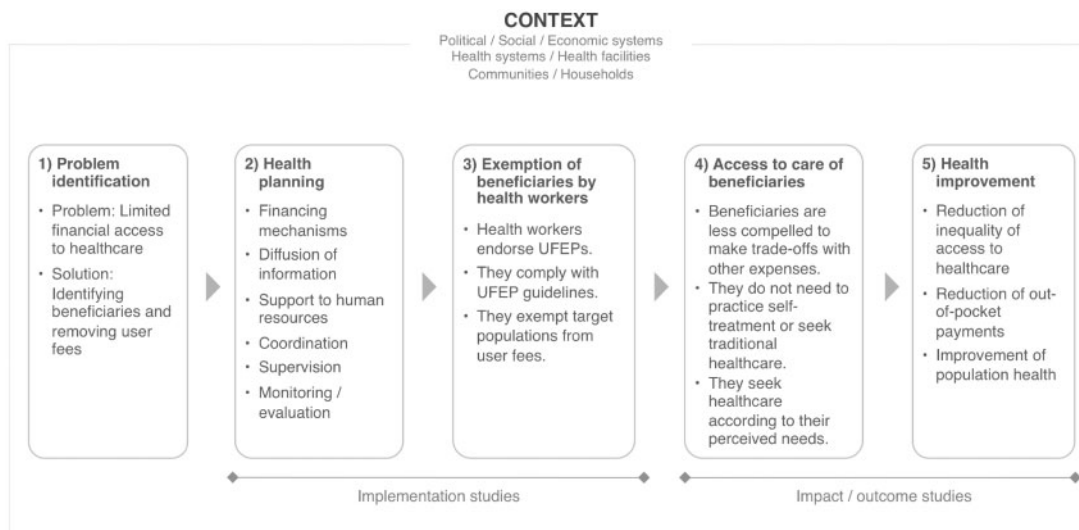 CONTEXT
Political / Social / Economic systems
Health systems / Health facilities
Communities / Households
1) Problem
identification
• Problem: Limited
financial access
to healthcare
• Solution:
Identifying
beneficiaries and
removing user
fees
2) Health
planning
• Financing
mechanisms
• Diffusion of
information
• Support to human
resources
• Coordination
• Supervision
• Monitoring /
evaluation
3) Exemption of
beneficiaries by
health workers
• Health workers
endorse UFEPs.
• They comply with
UFEP guidelines.
• They exempt target
populations from
user fees.
4) Access to care of
beneficiaries
• Beneficiaries are
less compelled to
make trade-offs with
other expenses.
• They do not need to
practice self-
treatment or seek
traditional
healthcare.
• They seek
healthcare
according to their
perceived needs.
5) Health
improvement
• Reduction of
inequality of
access to
healthcare
• Reduction of out-
of-pocket
payments
• Improvement of
population health
Implementation studies
Impact / outcome studies